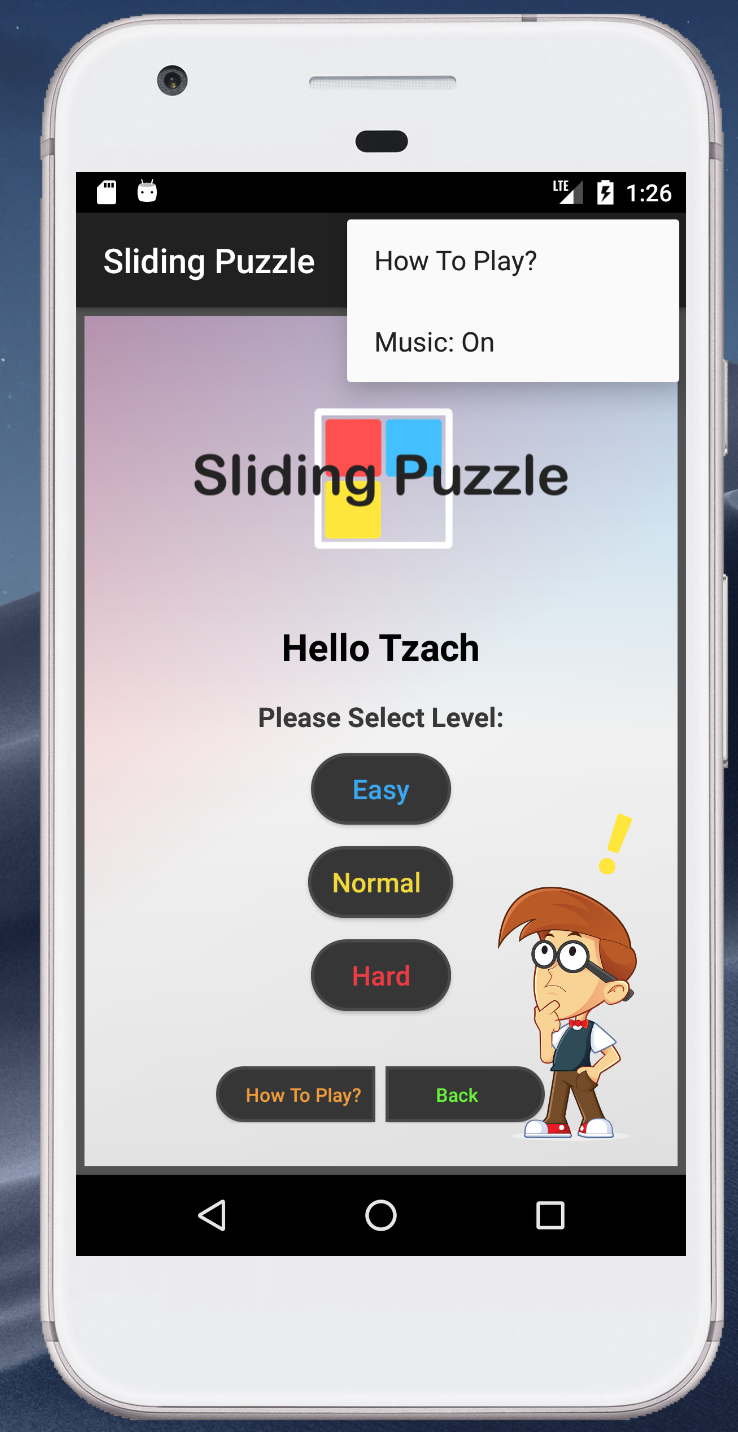 LTE 1:26
Sliding Puzzle
How To Play?
Music: On
Sliding Puzzle
Hello Tzach
Please Select Level:
Easy
Normal
Hard
How To Play? Back